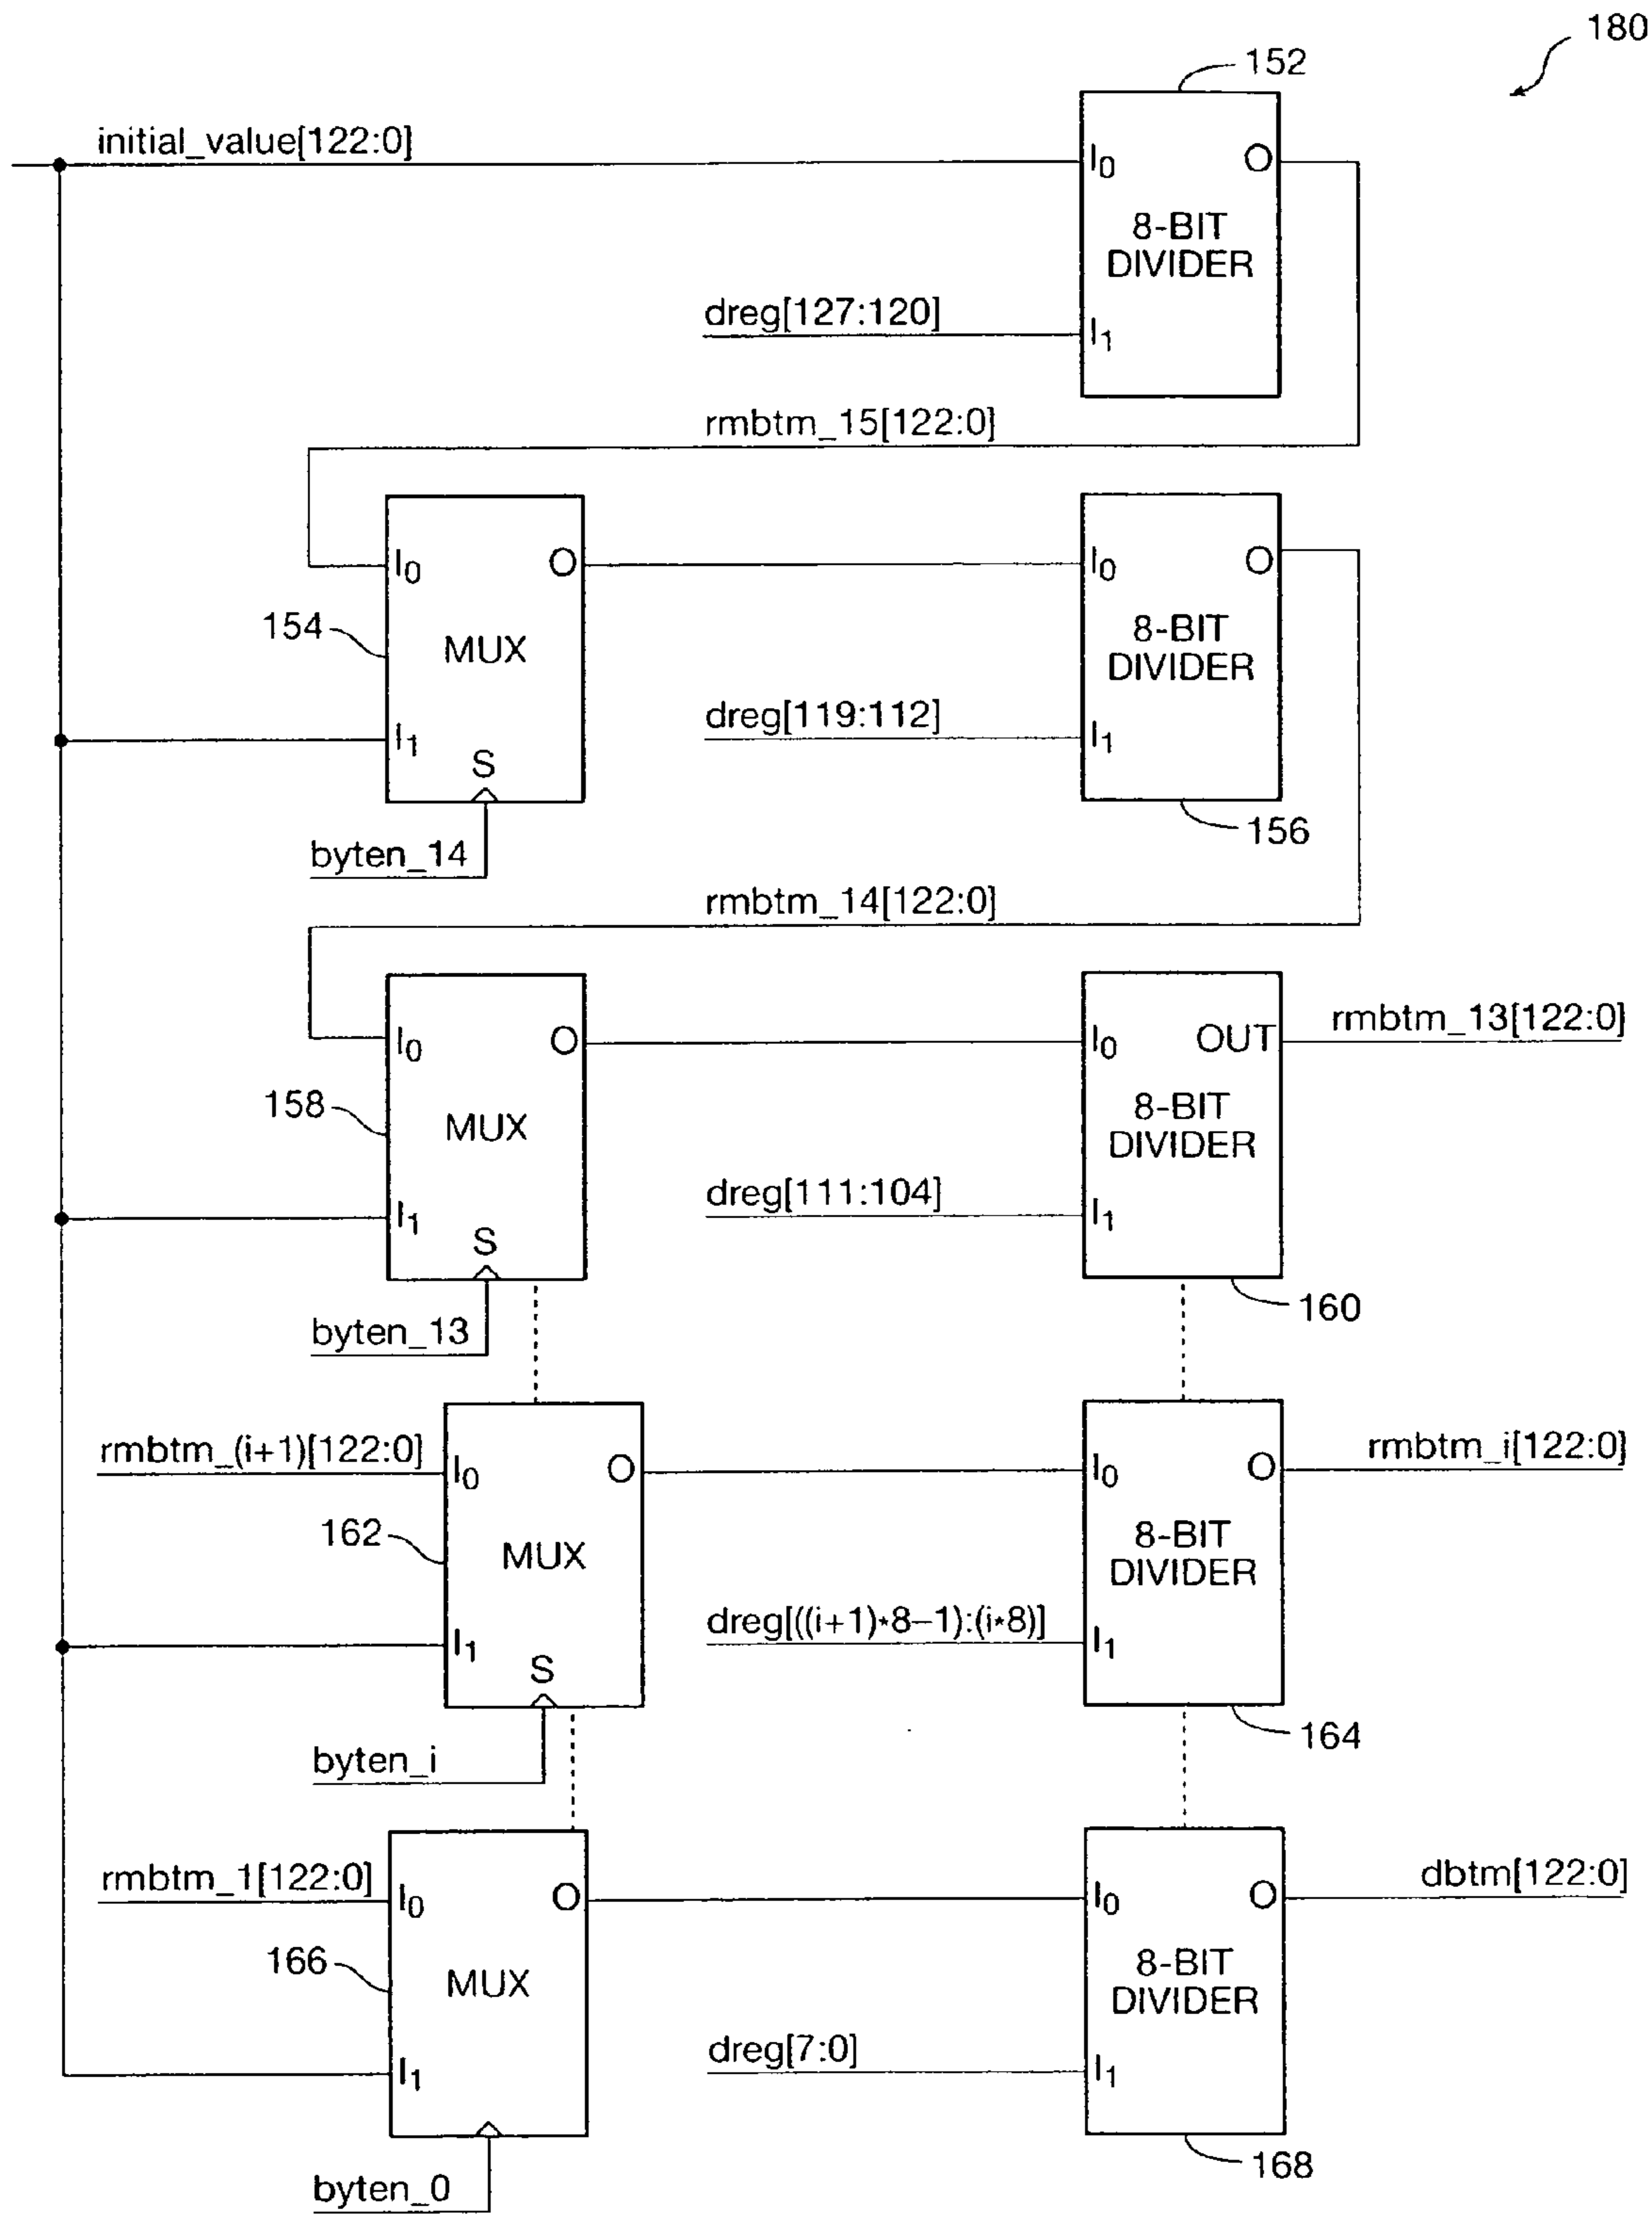 180
152
initial_value[122:0]
I0
O
8-BIT
DIVIDER
dreg[127:120]
I1
rmbtm_15[122:0]
I0
O
I0
O
154
MUX
8-BIT
DIVIDER
dreg[119:112]
I1
I1
S
156
byten_14
rmbtm_14[122:0]
I0
O
I0
OUT
rmbtm_13[122:0]
158
MUX
8-BIT
DIVIDER
dreg[111:104]
I1
I1
S
160
byten_13
rmbtm_(i+1)[122:0]
I0
O
I0
O
rmbtm_i[122:0]
162
MUX
8-BIT
DIVIDER
dreg[((i+1)*8–1):(i*8)]
I1
I1
S
164
byten_i
rmbtm_1[122:0]
I0
O
I0
O
dbtm[122:0]
166
MUX
8-BIT
DIVIDER
dreg[7:0]
I1
I1
168
byten_0